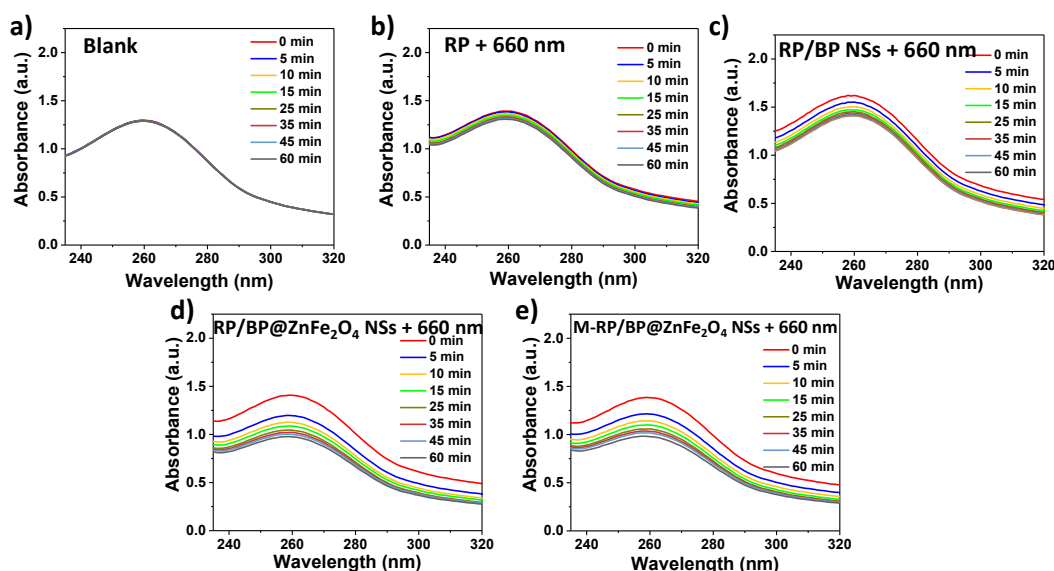 a)
Blank
2.0
1.5
1.0
0.5
0.0
Absorbance (a.u.)
0 min
5 min
10 min
15 min
25 min
35 min
45 min
60 min
240 260 280 300 320
Wavelength (nm)
b)
RP + 660 nm
2.0
1.5
1.0
0.5
0.0
Absorbance (a.u.)
0 min
5 min
10 min
15 min
25 min
35 min
45 min
60 min
240 260 280 300 320
Wavelength (nm)
c)
RP/BP NSs + 660 nm
2.0
1.5
1.0
0.5
0.0
Absorbance (a.u.)
0 min
5 min
10 min
15 min
25 min
35 min
45 min
60 min
240 260 280 300 320
Wavelength (nm)
d)
RP/BP@ZnFe₂O₄ NSs + 660 nm
2.0
1.5
1.0
0.5
0.0
Absorbance (a.u.)
0 min
5 min
10 min
15 min
25 min
35 min
45 min
60 min
240 260 280 300 320
Wavelength (nm)
e)
M-RP/BP@ZnFe₂O₄ NSs + 660 nm
2.0
1.5
1.0
0.5
0.0
Absorbance (a.u.)
0 min
5 min
10 min
15 min
25 min
35 min
45 min
60 min
240 260 280 300 320
Wavelength (nm)